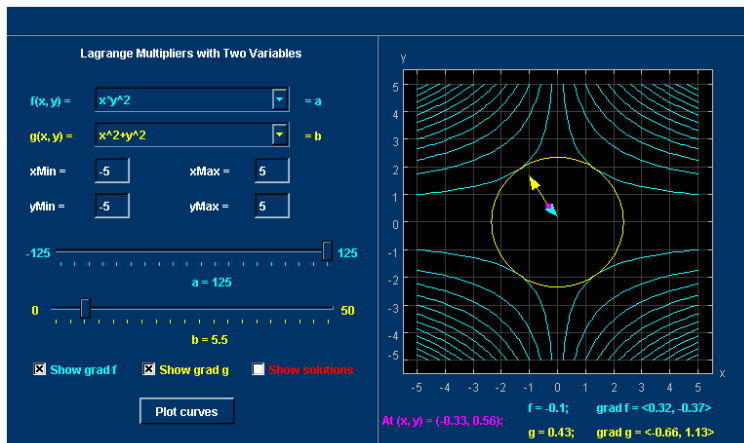 Lagrange Multipliers with Two Variables
f(x, y) = x*y^2 = a
g(x, y) = x^2+y^2 = b
xMin = -5 xMax = 5
yMin = -5 yMax = 5
-125 125
a = 125
0 50
b = 5.5
Show grad f Show grad g Show solutions
Plot curves
y
5
4
3
2
1
0
-1
-2
-3
-4
-5
x
-5 -4 -3 -2 -1 0 1 2 3 4 5
At (x, y) = (-0.33, 0.56):
f = -0.1; grad f = <0.32, -0.37>
g = 0.43; grad g = <-0.66, 1.13>